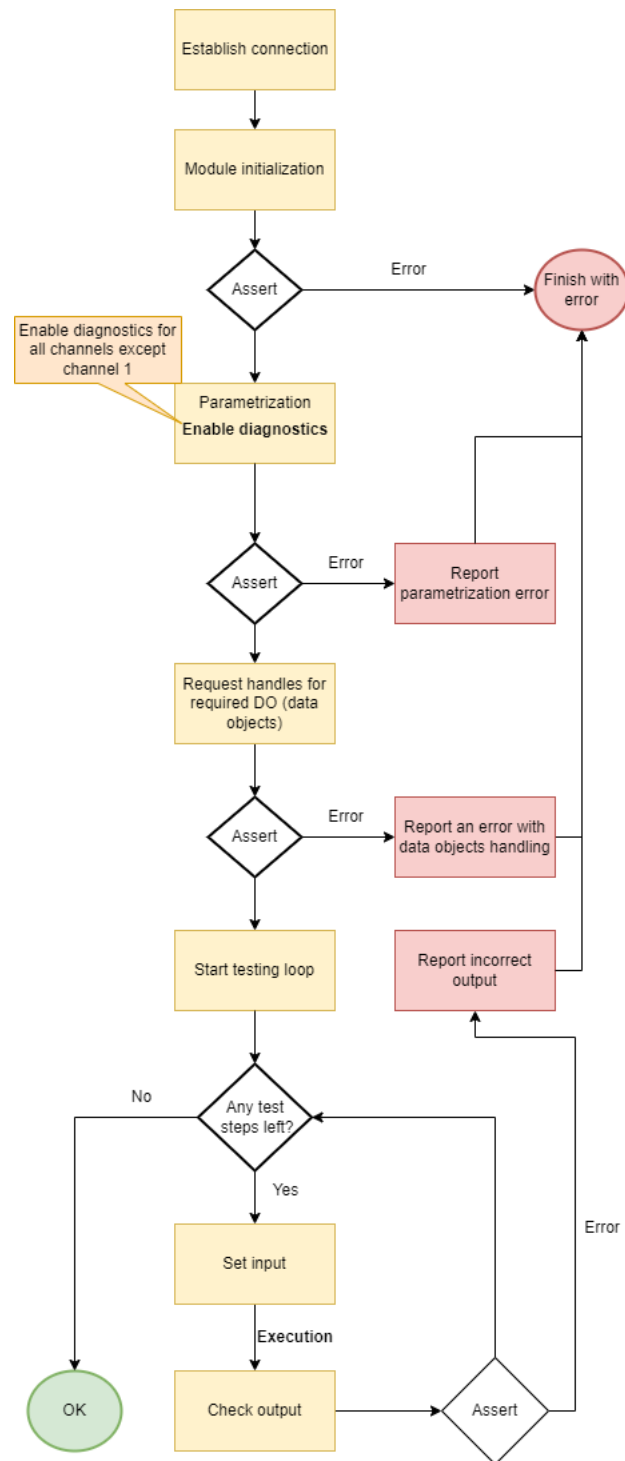 Establish connection
Module initialization
Assert
Error
Finish with
error
Enable diagnostics for
all channels except
channel 1
Parametrization
Enable diagnostics
Assert
Error
Report
parametrization error
Request handles for
required DO (data
objects)
Assert
Error
Report an error with
data objects handling
Start testing loop
Report incorrect
output
No
Any test
steps left?
Yes
Set input
Error
Execution
OK
Check output
Assert